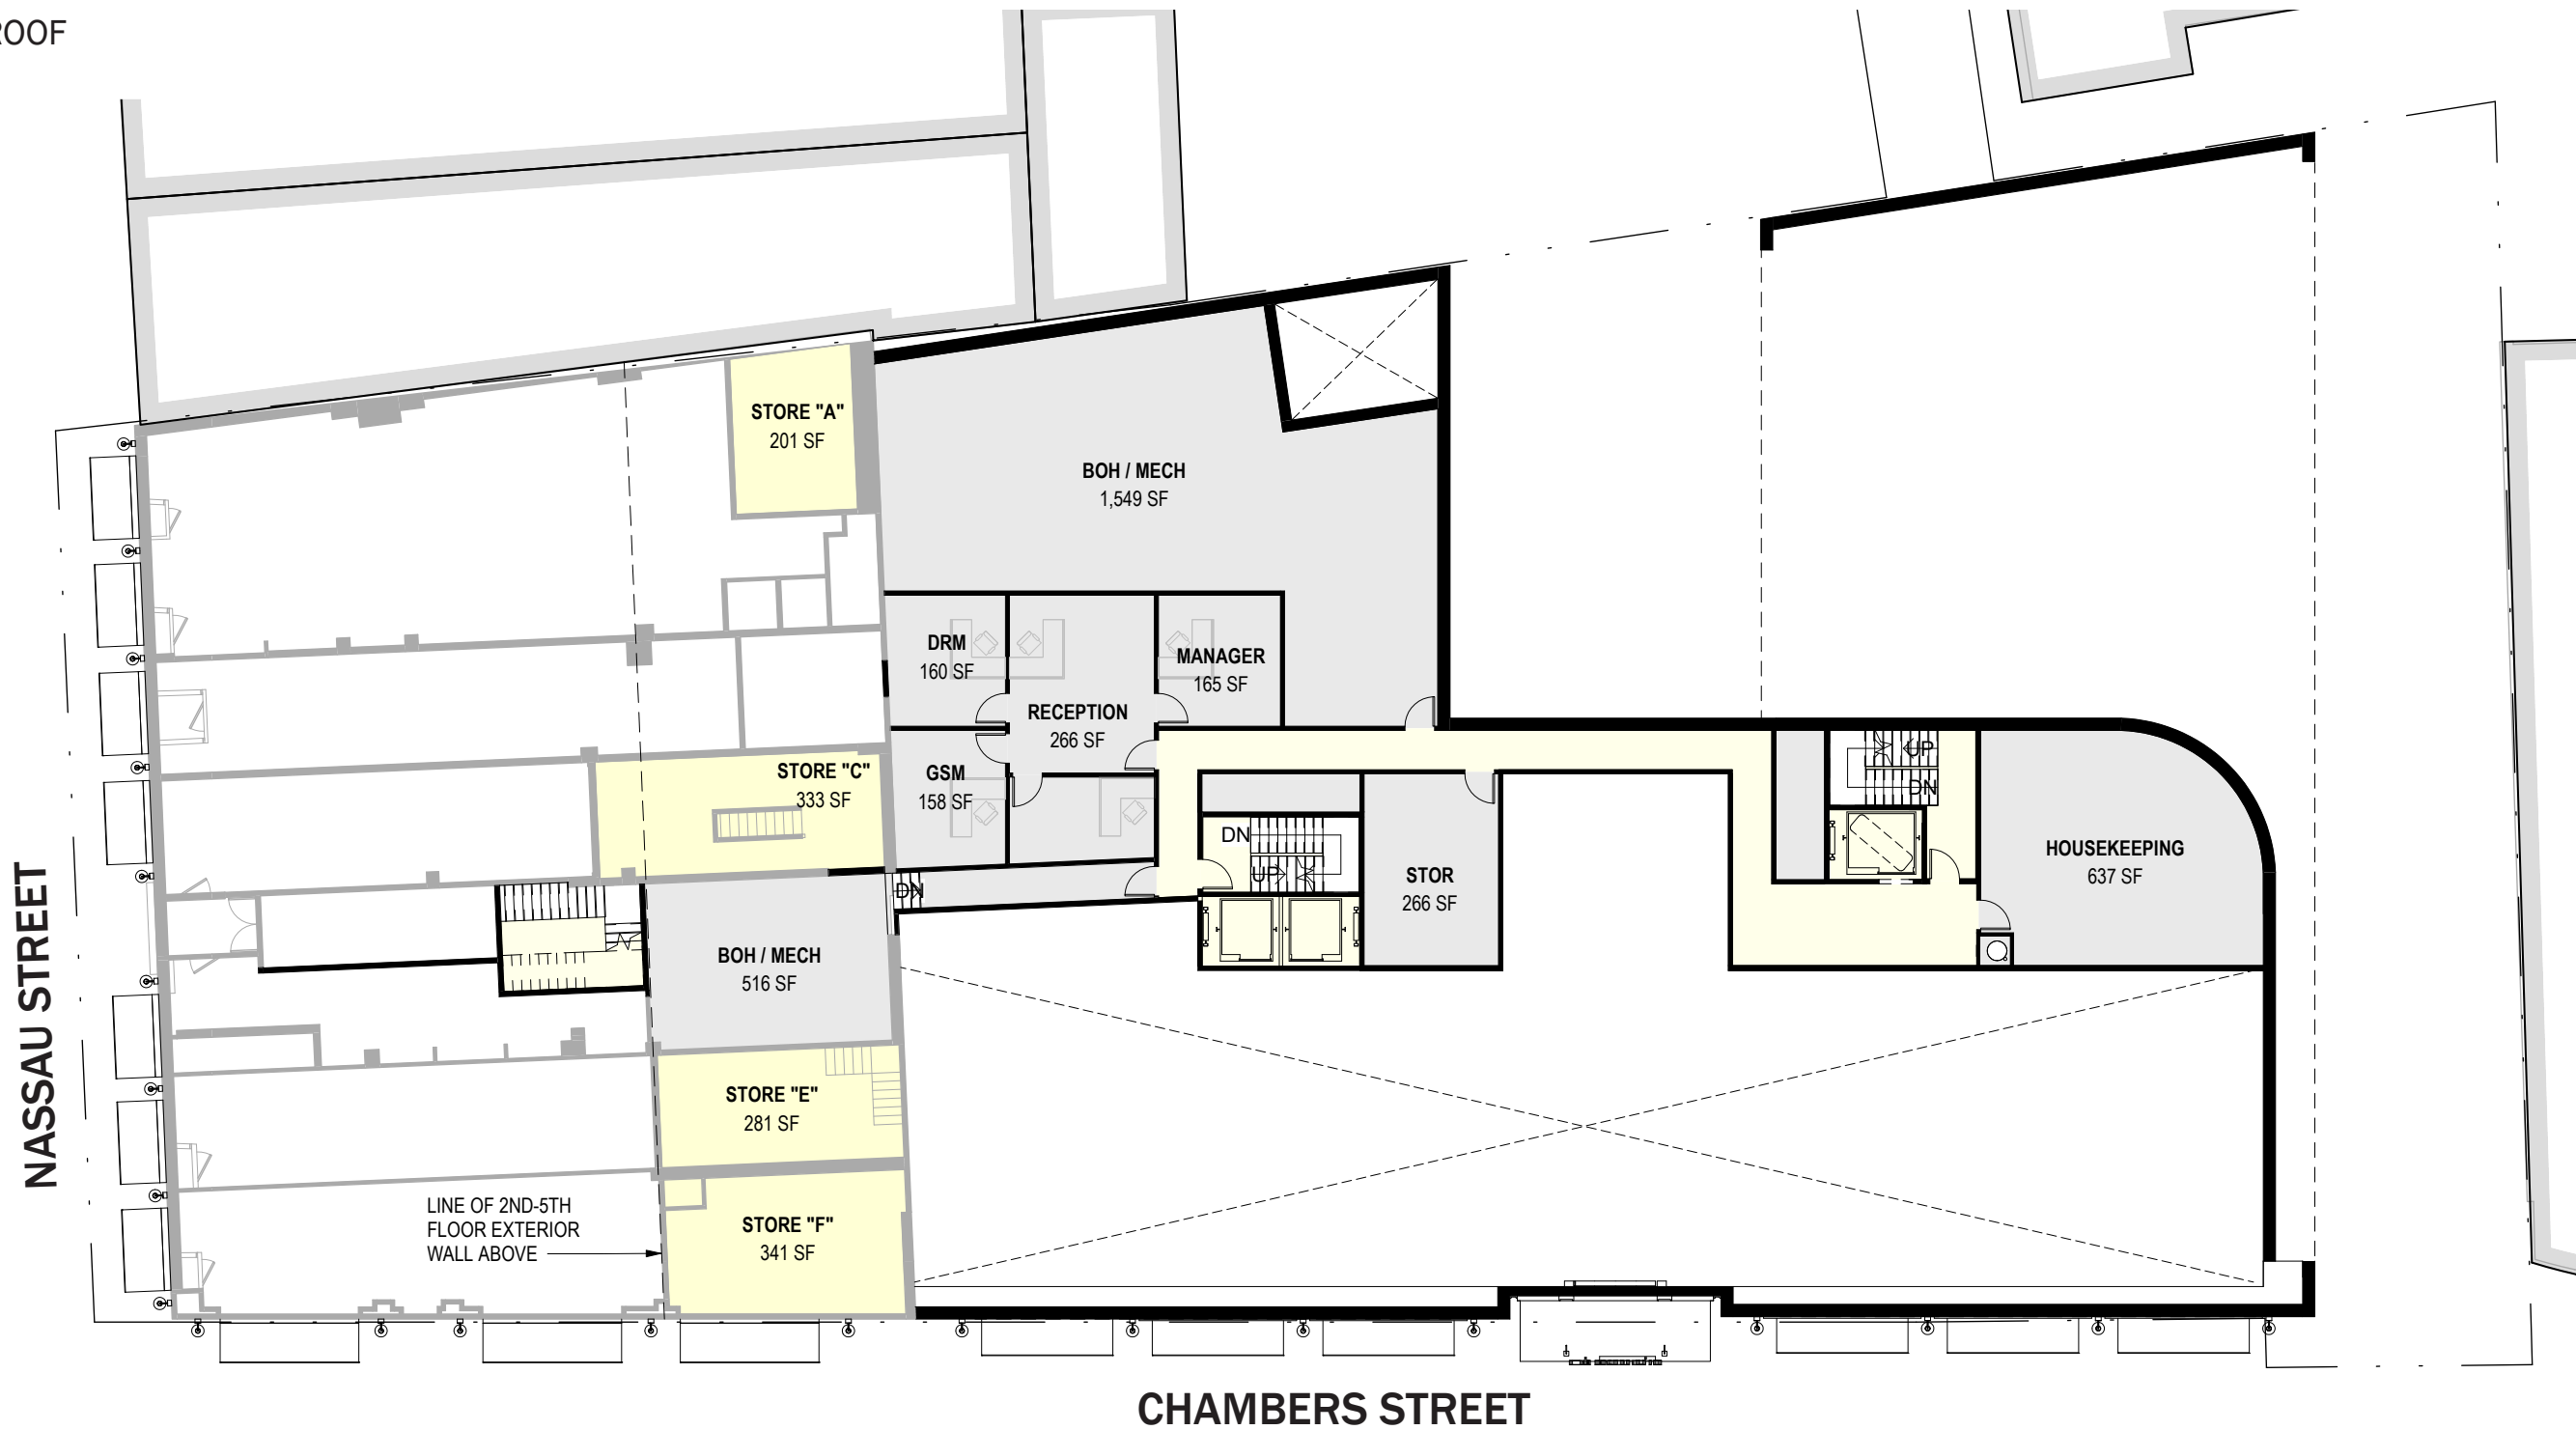 ROOF
STORE "A"
201 SF
BOH / MECH
1,549 SF
DRM
160 SF
MANAGER
165 SF
RECEPTION
266 SF
STORE "C"
333 SF
GSM
158 SF
UP
DN
DN
UP
DN
STOR
266 SF
HOUSEKEEPING
637 SF
BOH / MECH
516 SF
STORE "E"
281 SF
STORE "F"
341 SF
LINE OF 2ND-5TH
FLOOR EXTERIOR
WALL ABOVE
NASSAU STREET
CHAMBERS STREET